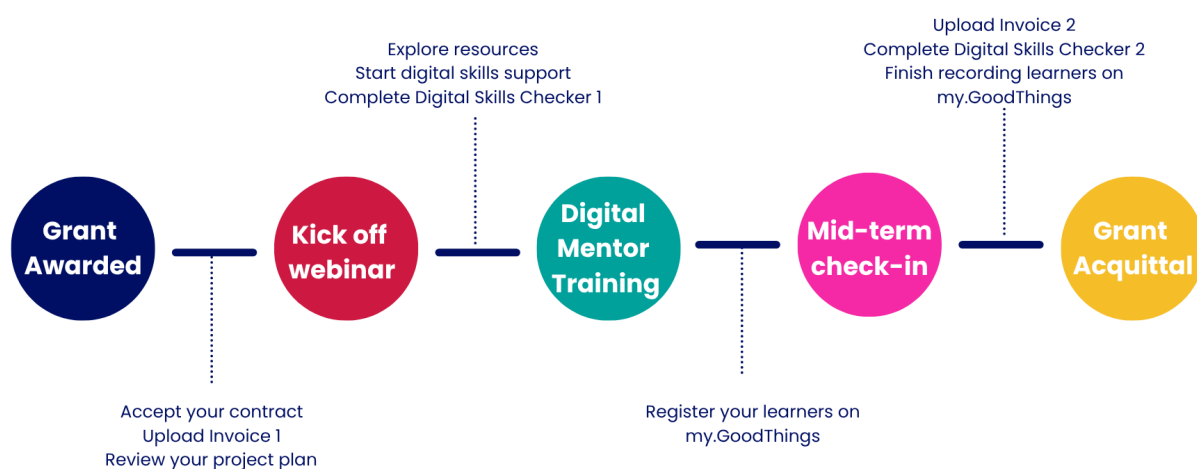 Explore resources
Start digital skills support
Complete Digital Skills Checker 1
Upload Invoice 2
Complete Digital Skills Checker 2
Finish recording learners on
my.GoodThings
Grant
Awarded
Kick off
webinar
Digital
Mentor
Training
Mid-term
check-in
Grant
Acquittal
Accept your contract
Upload Invoice 1
Review your project plan
Register your learners on
my.GoodThings